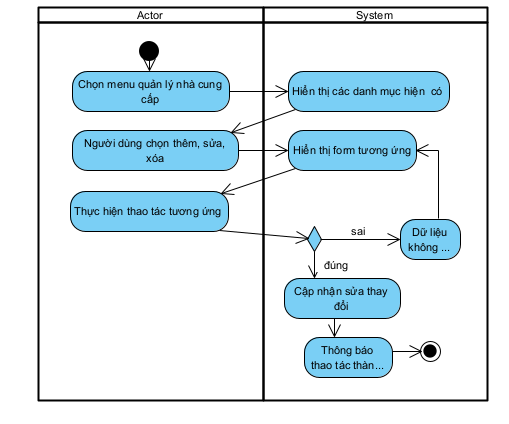 Actor
System
Chọn menu quản lý nhà cung
cấp
Hiển thị các danh mục hiện  có
Người dùng chọn thêm, sửa,
xóa
Hiển thị form tương ứng
Thực hiện thao tác tương ứng
sai
Dữ liệu
không ...
đúng
Cập nhận sửa thay
đổi
Thông báo
thao tác thàn...